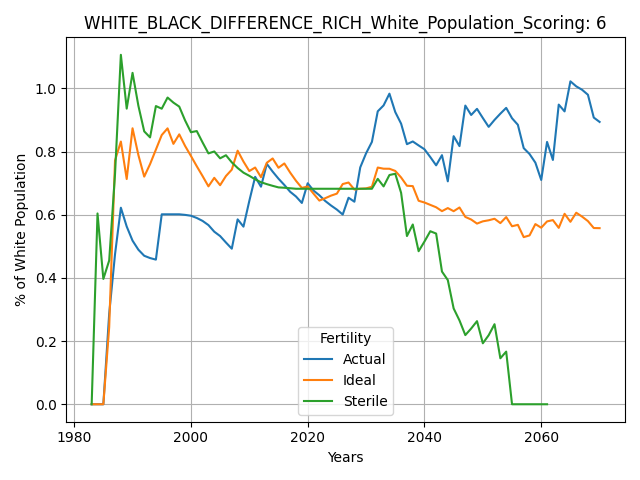 WHITE_BLACK_DIFFERENCE_RICH_White_Population_Scoring: 6
% of White Population
1.0
0.8
0.6
0.4
0.2
0.0
Fertility
Actual
Ideal
Sterile
1980
2000
2020
2040
2060
Years